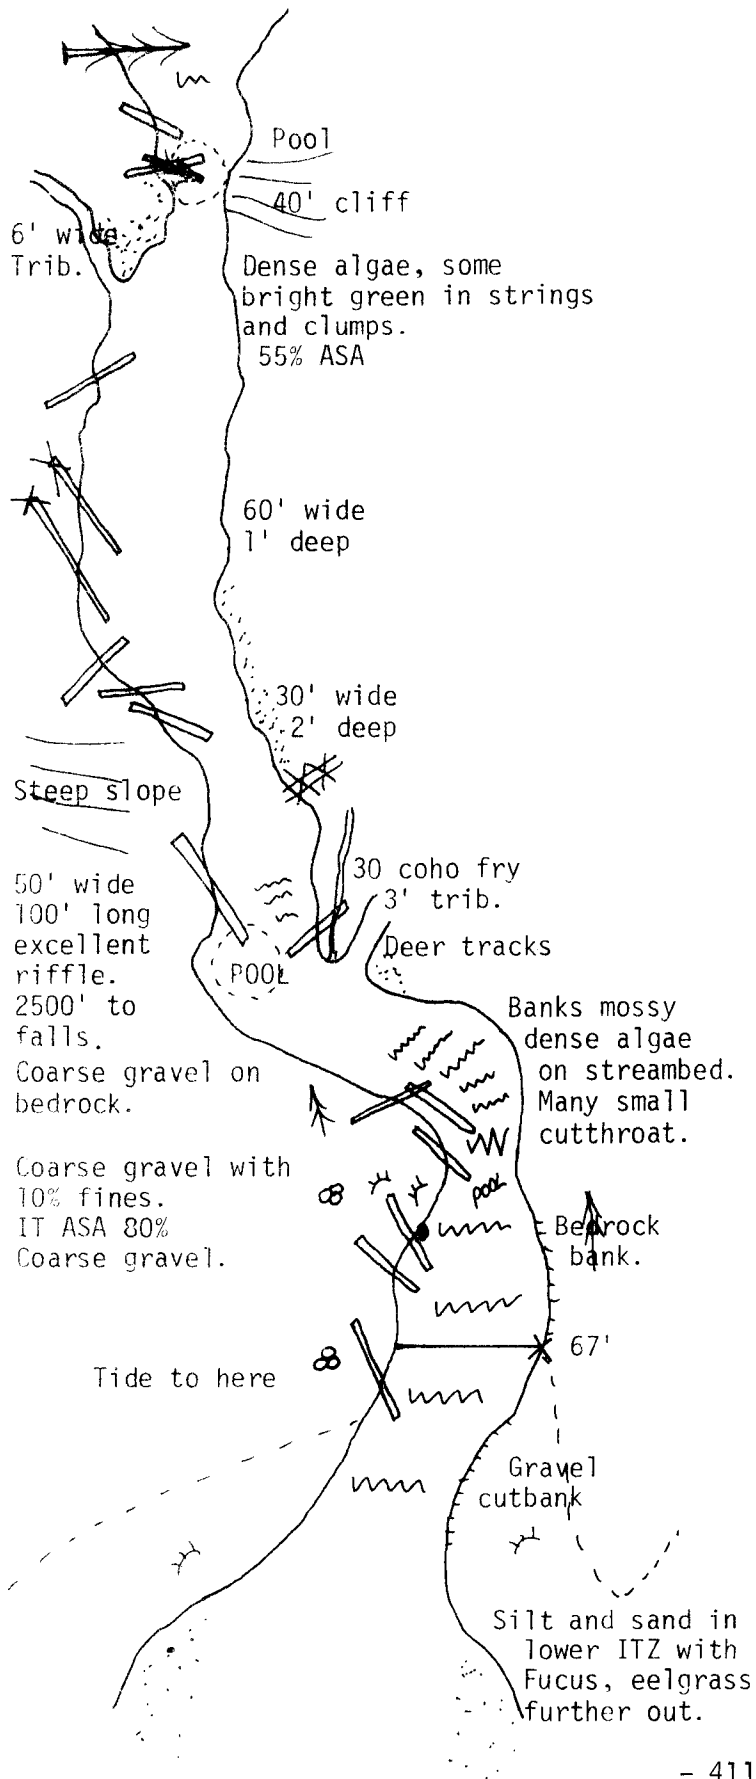 Pool
40' cliff
6' wide
Trib.
Dense algae, some
bright green in strings
and clumps.
55% ASA
60' wide
1' deep
30' wide
2' deep
Steep slope
30 coho fry
3' trib.
50' wide
100' long
excellent
riffle.
2500' to
falls.
Coarse gravel on
bedrock.
POOL
Deer tracks
Banks mossy
dense algae
on streambed.
Many small
cutthroat.
Coarse gravel with
10% fines.
IT ASA 80%
Coarse gravel.
POOL
Bedrock
bank.
67'
Tide to here
Gravel
cutbank
Silt and sand in
lower ITZ with
Fucus, eelgrass
further out.
- 411